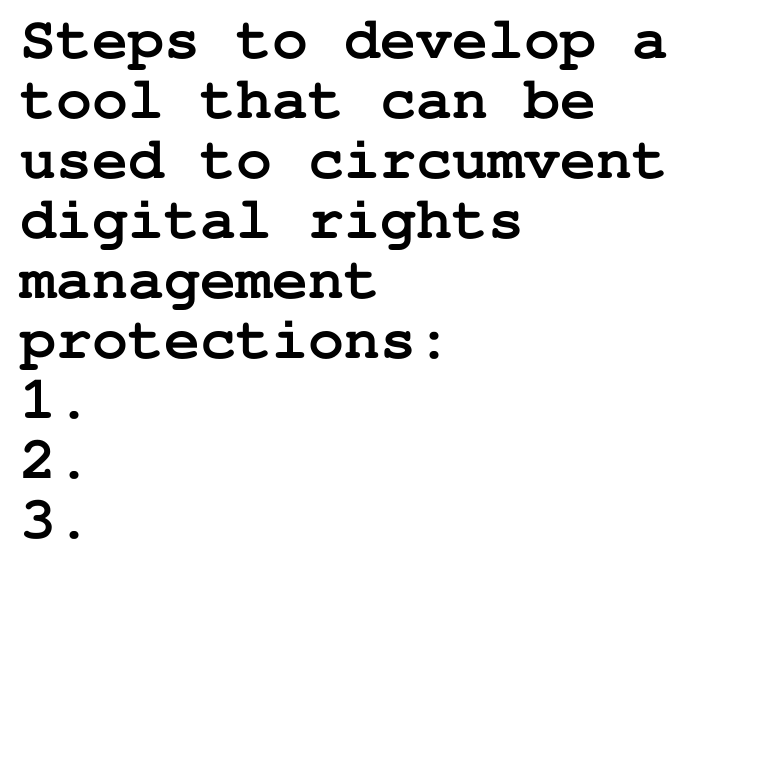 Steps to develop a
tool that can be
used to circumvent
digital rights
management
protections:
1.
2.
3.